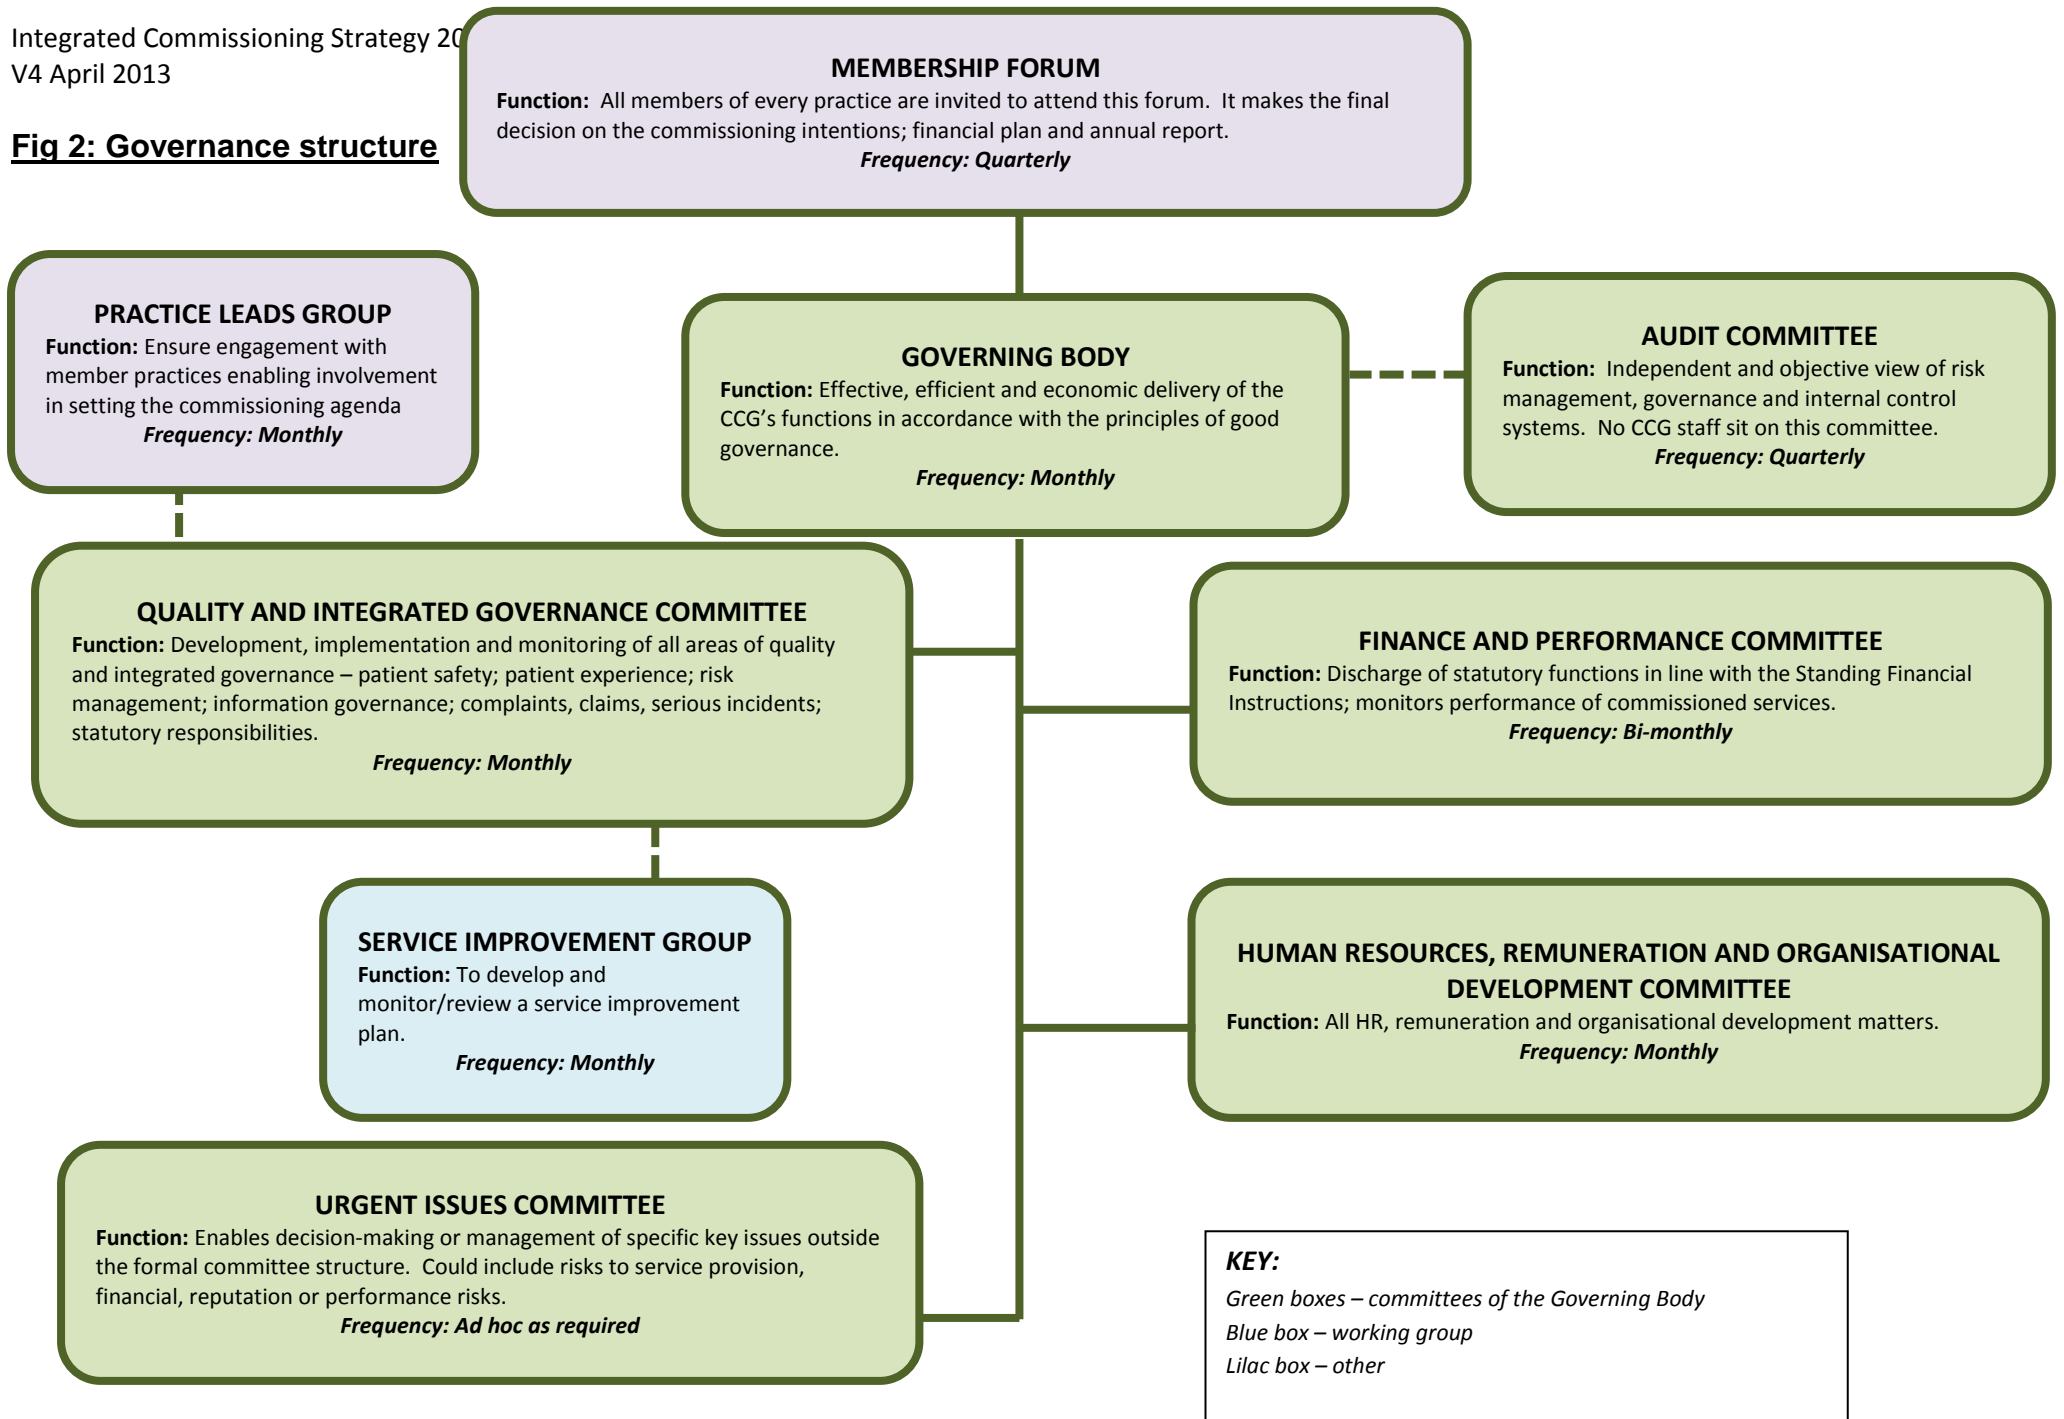 Integrated Commissioning Strategy 20
V4 April 2013
Fig 2: Governance structure
MEMBERSHIP FORUM
Function: All members of every practice are invited to attend this forum. It makes the final
decision on the commissioning intentions; financial plan and annual report.
Frequency: Quarterly
PRACTICE LEADS GROUP
Function: Ensure engagement with
member practices enabling involvement
in setting the commissioning agenda
Frequency: Monthly
GOVERNING BODY
Function: Effective, efficient and economic delivery of the
CCG's functions in accordance with the principles of good
governance.
Frequency: Monthly
AUDIT COMMITTEE
Function: Independent and objective view of risk
management, governance and internal control
systems. No CCG staff sit on this committee.
Frequency: Quarterly
QUALITY AND INTEGRATED GOVERNANCE COMMITTEE
Function: Development, implementation and monitoring of all areas of quality
and integrated governance – patient safety; patient experience; risk
management; information governance; complaints, claims, serious incidents;
statutory responsibilities.
Frequency: Monthly
FINANCE AND PERFORMANCE COMMITTEE
Function: Discharge of statutory functions in line with the Standing Financial
Instructions; monitors performance of commissioned services.
Frequency: Bi-monthly
SERVICE IMPROVEMENT GROUP
Function: To develop and
monitor/review a service improvement
plan.
Frequency: Monthly
HUMAN RESOURCES, REMUNERATION AND ORGANISATIONAL
DEVELOPMENT COMMITTEE
Function: All HR, remuneration and organisational development matters.
Frequency: Monthly
URGENT ISSUES COMMITTEE
Function: Enables decision-making or management of specific key issues outside
the formal committee structure. Could include risks to service provision,
financial, reputation or performance risks.
Frequency: Ad hoc as required
KEY:
Green boxes – committees of the Governing Body
Blue box – working group
Lilac box – other